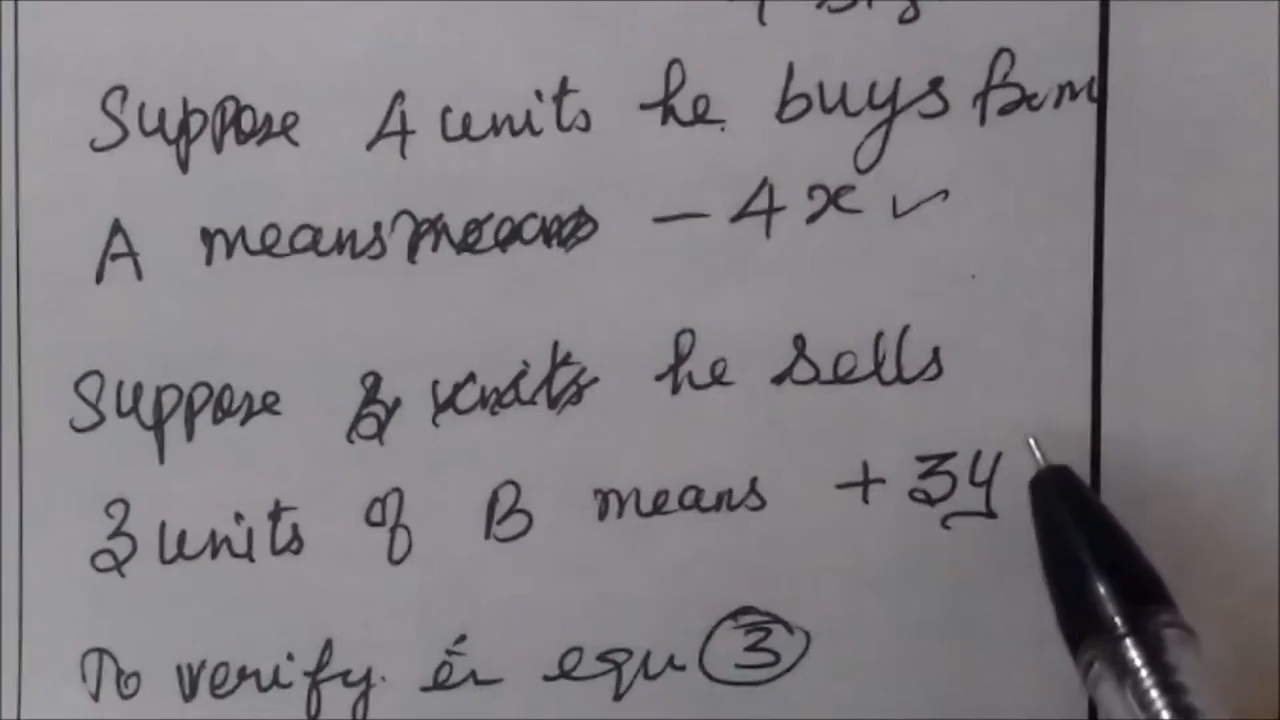 Suppose 4 units he buys from
A means - 4x ✓
Suppose he sells
3 units of B means + 3y
To verify in equ ③